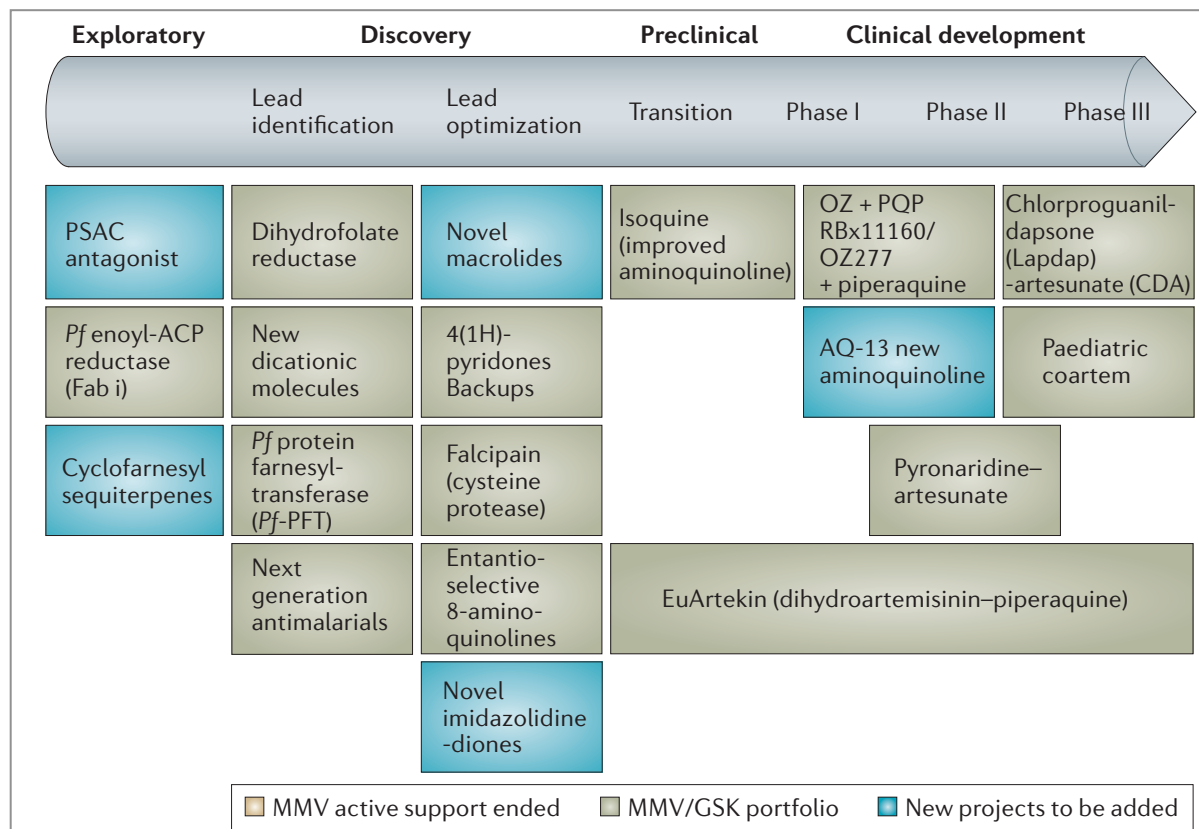 Exploratory
Discovery
Preclinical
Clinical development
Lead
identification
Lead
optimization
Transition
Phase I
Phase II
Phase III
PSAC
antagonist
Dihydrofolate
reductase
Novel
macrolides
Isoquine
(improved
aminoquinoline)
OZ + PQP
RBx11160/
OZ277
+ piperaquine
Chlorproguanil-
dapsone
(Lapdap)
-artesunate (CDA)
Pf enoyl-ACP
reductase
(Fab i)
New
dicationic
molecules
4(1H)-
pyridones
Backups
AQ-13 new
aminoquinoline
Paediatric
coartem
Cyclofarnesyl
sequiterpenes
Pf protein
farnesyl-
transferase
(Pf-PFT)
Falcipain
(cysteine
protease)
Pyronaridine–
artesunate
Next
generation
antimalarials
Entantio-
selective
8-amino-
quinolines
EuArtekin (dihydroartemisinin–piperaquine)
Novel
imidazolidine
-diones
MMV active support ended
MMV/GSK portfolio
New projects to be added